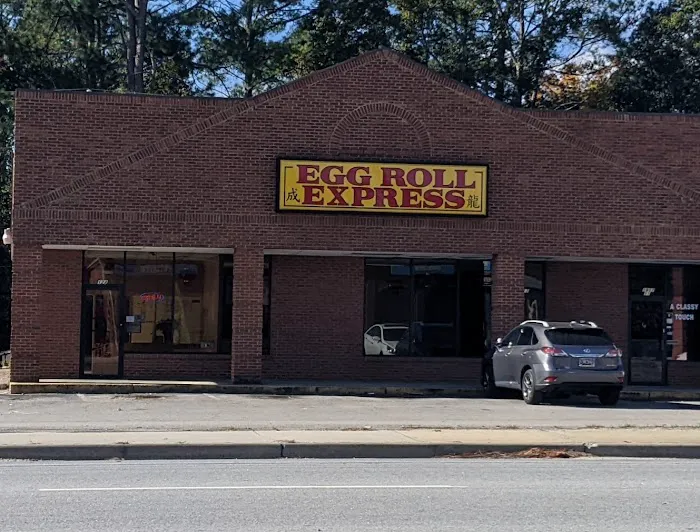 EGG ROLL
成 EXPRESS 龍
A CLASSY
TOUCH